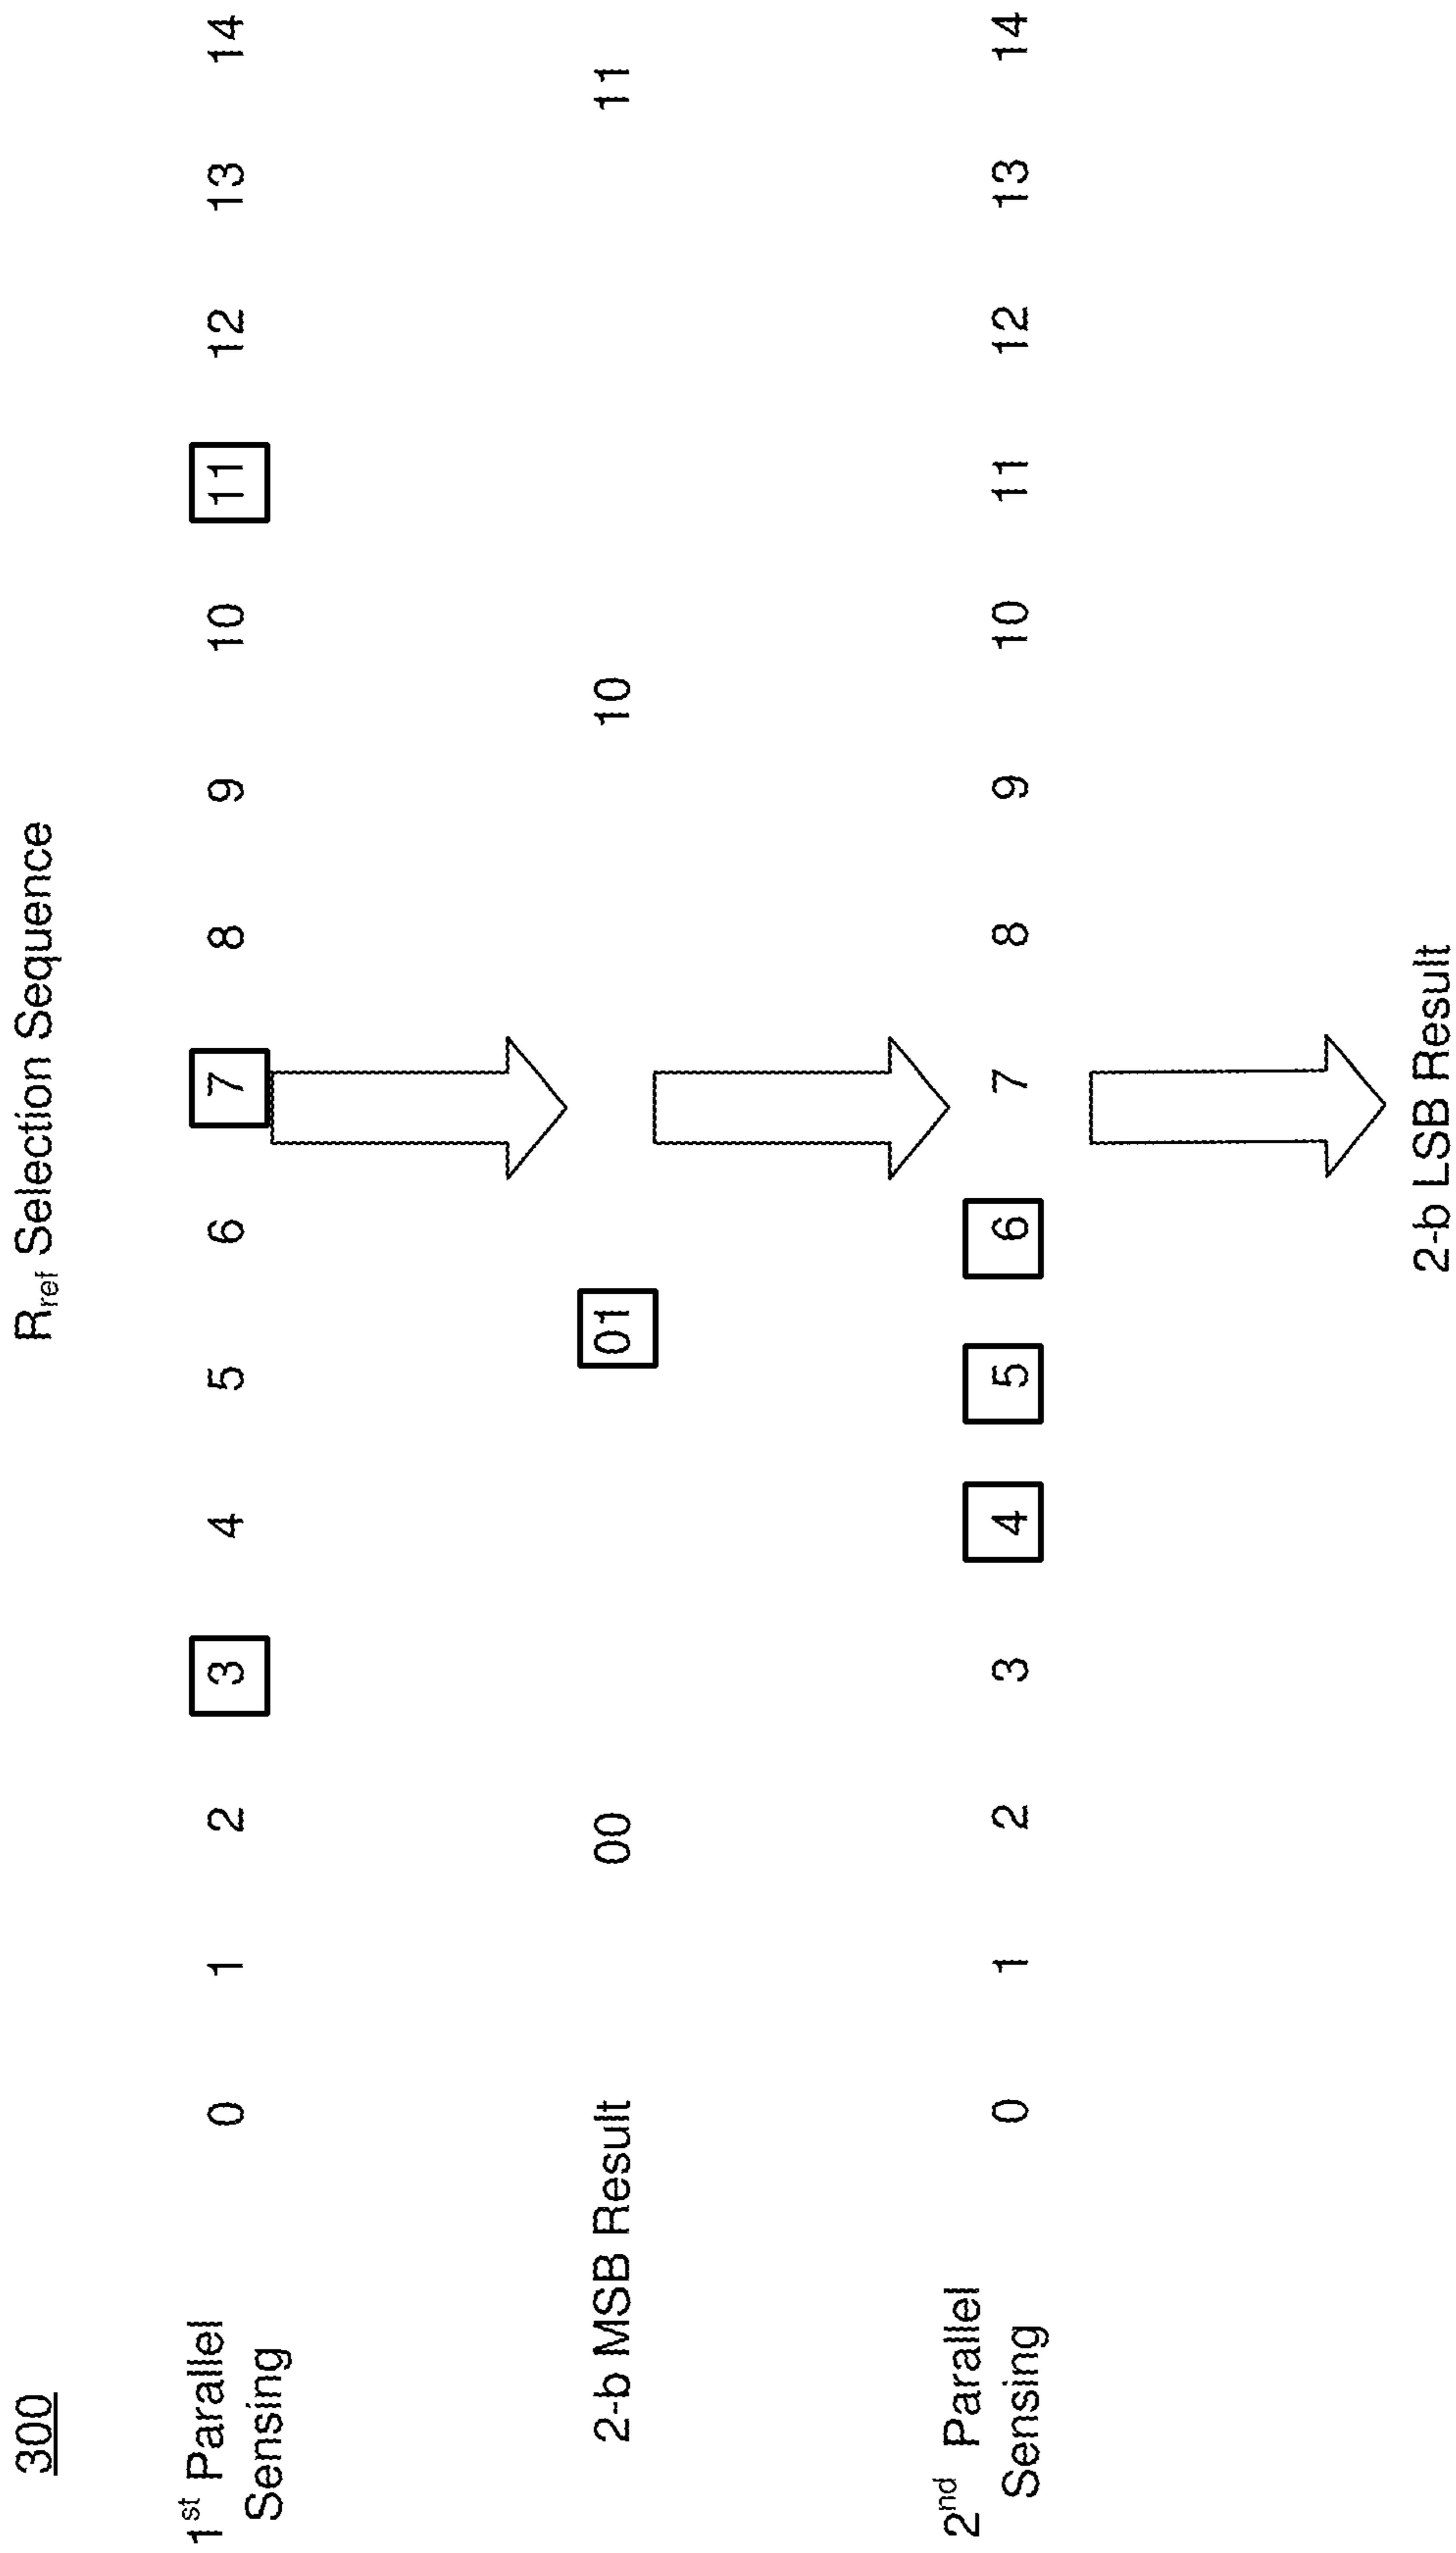 300
R_ref Selection Sequence
1st Parallel
Sensing
0 1 2 3 4 5 6 7 8 9 10 11 12 13 14
2-b MSB Result 00 01 10 11
2nd Parallel
Sensing
0 1 2 3 4 5 6 7 8 9 10 11 12 13 14
2-b LSB Result